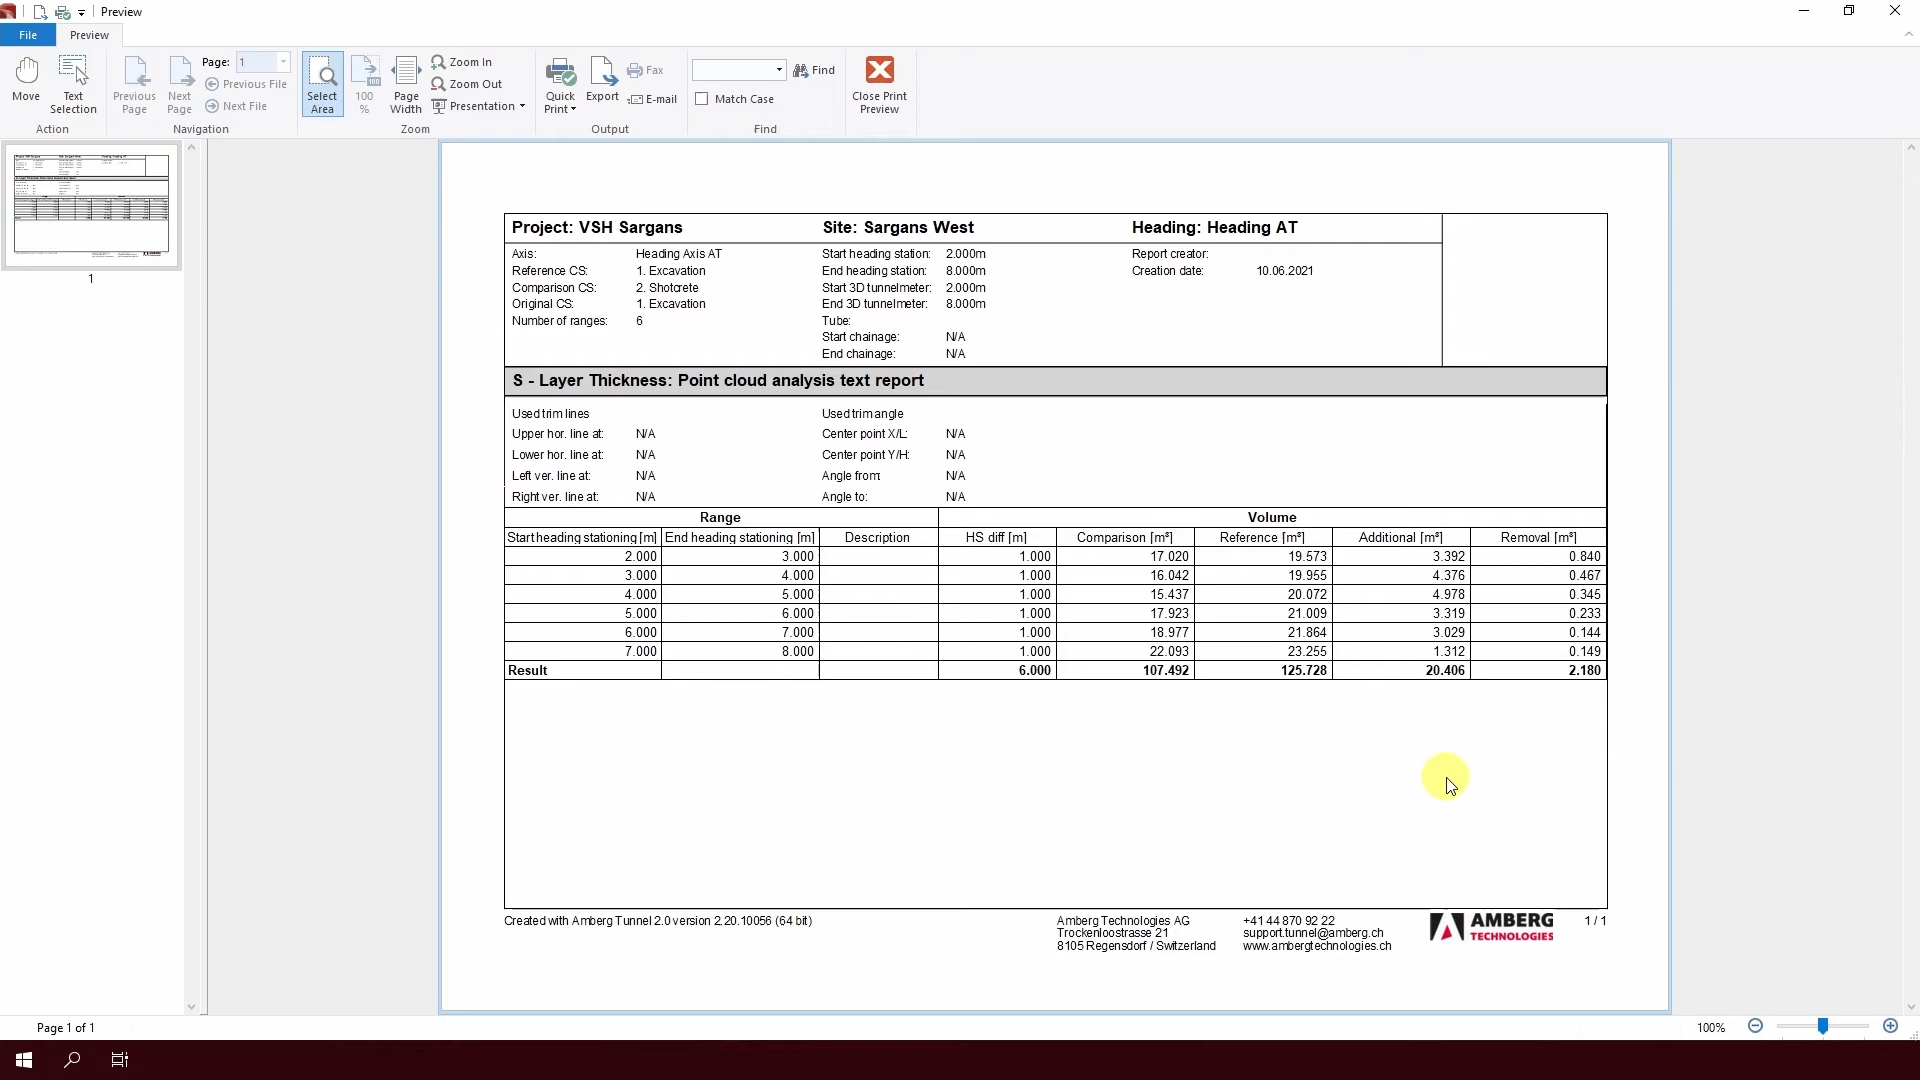 Preview
File Preview
Move Text Selection Action
Previous Page Next Page Page: 1 Previous File Next File Navigation
Select Area 100 % Page Width Zoom In Zoom Out Presentation Zoom
Quick Print Export Fax E-mail Output
Find Match Case Find
Close Print Preview
1
Project: VSH Sargans Site: Sargans West Heading: Heading AT
Axis: Heading Axis AT Start heading station: 2.000m Report creator:
Reference CS: 1. Excavation End heading station: 8.000m Creation date: 10.06.2021
Comparison CS: 2. Shotcrete Start 3D tunnelmeter: 2.000m
Original CS: 1. Excavation End 3D tunnelmeter: 8.000m
Number of ranges: 6 Tube:
Start chainage: N/A
End chainage: N/A
S - Layer Thickness: Point cloud analysis text report
Used trim lines Used trim angle
Upper hor. line at: N/A Center point X/L: N/A
Lower hor. line at: N/A Center point Y/H: N/A
Left ver. line at: N/A Angle from: N/A
Right ver. line at: N/A Angle to: N/A
Range Volume
Start heading stationing [m] End heading stationing [m] Description HS diff [m] Comparison [m³] Reference [m³] Additional [m³] Removal [m³]
2.000 3.000 1.000 17.020 19.573 3.392 0.840
3.000 4.000 1.000 16.042 19.955 4.376 0.467
4.000 5.000 1.000 15.437 20.072 4.978 0.345
5.000 6.000 1.000 17.923 21.009 3.319 0.233
6.000 7.000 1.000 18.977 21.864 3.029 0.144
7.000 8.000 1.000 22.093 23.255 1.312 0.149
Result 6.000 107.492 125.728 20.406 2.180
Created with Amberg Tunnel 2.0 version 2.20.10056 (64 bit) Amberg Technologies AG +41 44 870 92 22 AMBERG TECHNOLOGIES 1 / 1
Trockenloostrasse 21 support.tunnel@amberg.ch
8105 Regensdorf / Switzerland www.ambergtechnologies.ch
Page 1 of 1 100%